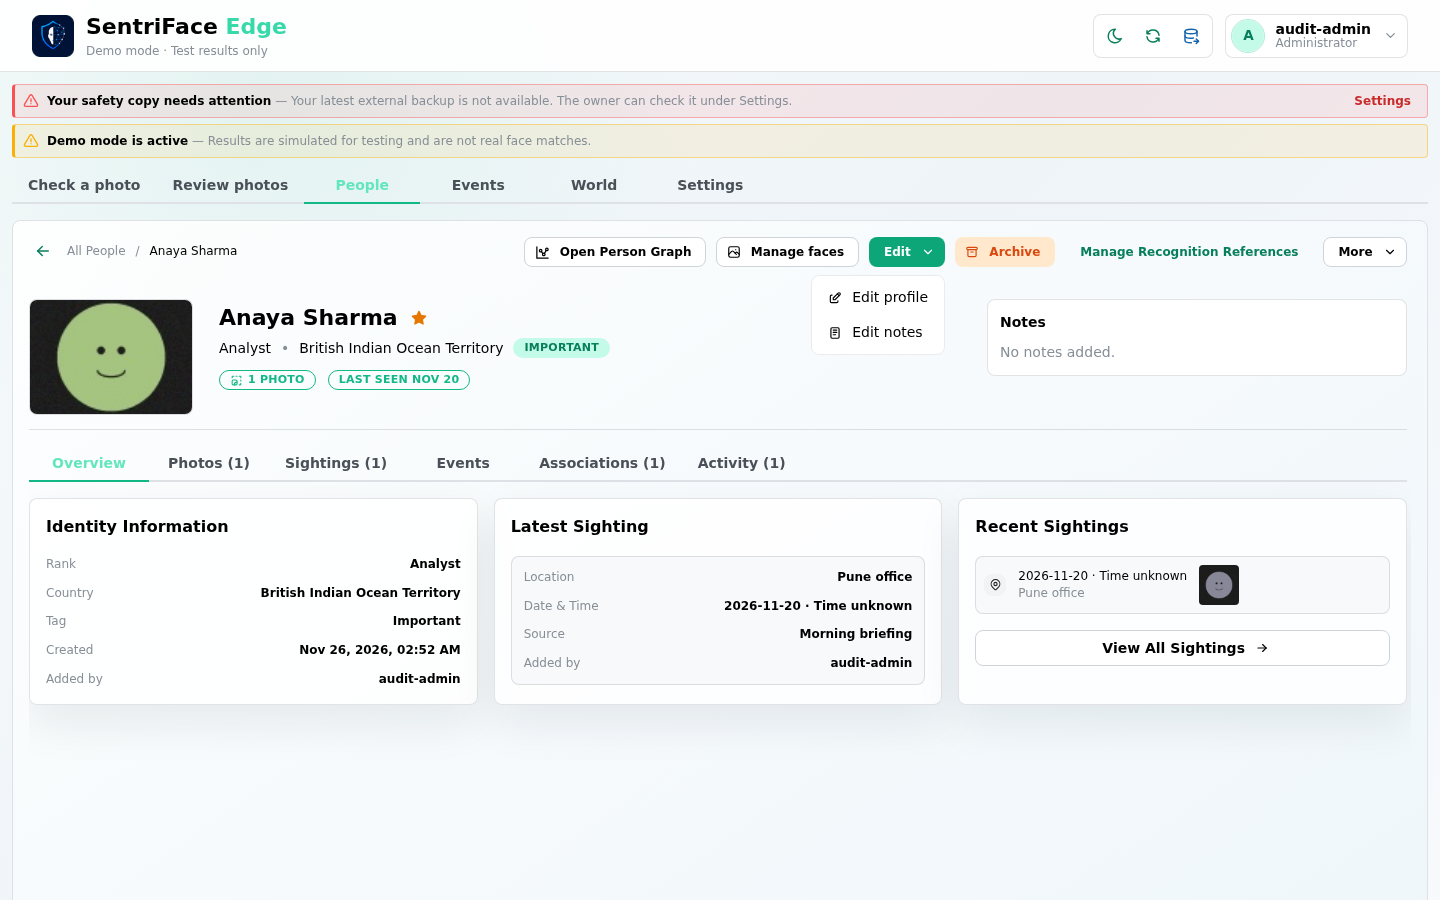 SentriFace Edge
Demo mode · Test results only
A
audit-admin
Administrator
Your safety copy needs attention — Your latest external backup is not available. The owner can check it under Settings.
Settings
Demo mode is active — Results are simulated for testing and are not real face matches.
Check a photo
Review photos
People
Events
World
Settings
All People / Anaya Sharma
Open Person Graph
Manage faces
Edit
Archive
Manage Recognition References
More
Edit profile
Edit notes
Anaya Sharma
Analyst • British Indian Ocean Territory IMPORTANT
1 PHOTO
LAST SEEN NOV 20
Notes
No notes added.
Overview
Photos (1)
Sightings (1)
Events
Associations (1)
Activity (1)
Identity Information
Rank Analyst
Country British Indian Ocean Territory
Tag Important
Created Nov 26, 2026, 02:52 AM
Added by audit-admin
Latest Sighting
Location Pune office
Date & Time 2026-11-20 · Time unknown
Source Morning briefing
Added by audit-admin
Recent Sightings
2026-11-20 · Time unknown
Pune office
View All Sightings